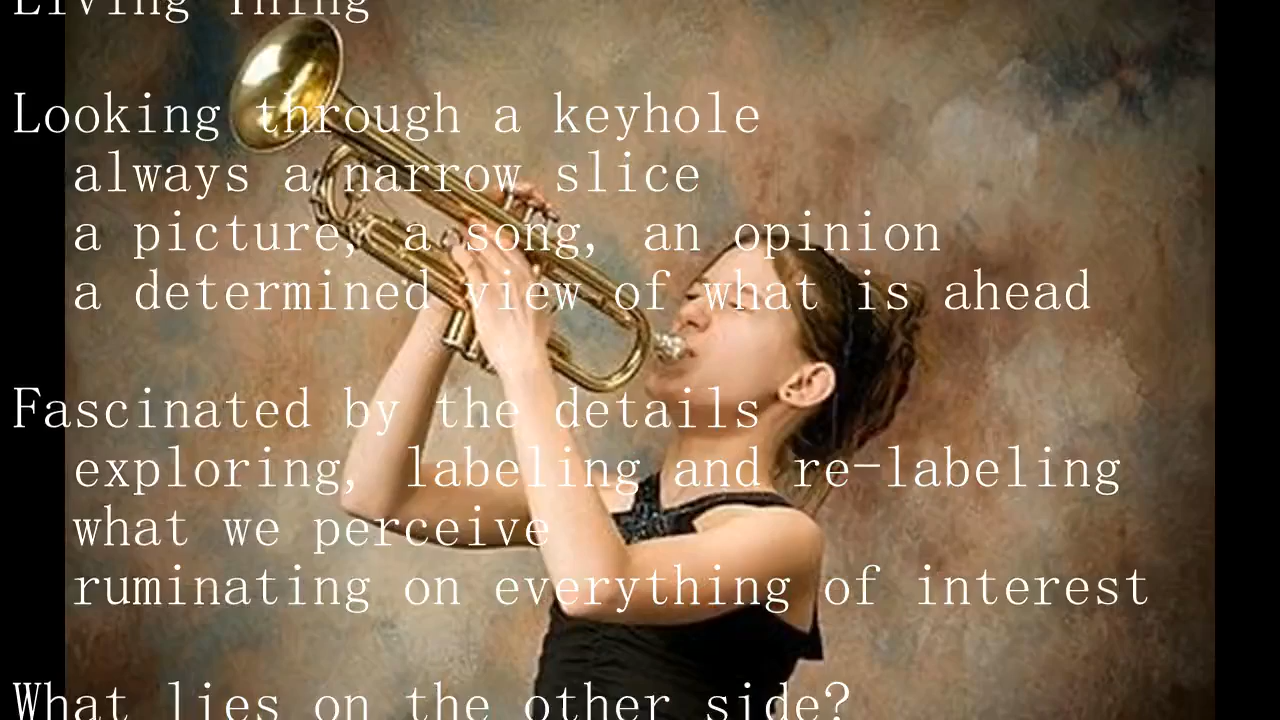 Living Thing
Looking through a keyhole
always a narrow slice
a picture, a song, an opinion
a determined view of what is ahead
Fascinated by the details
exploring, labeling and re-labeling
what we perceive
ruminating on everything of interest
What lies on the other side?